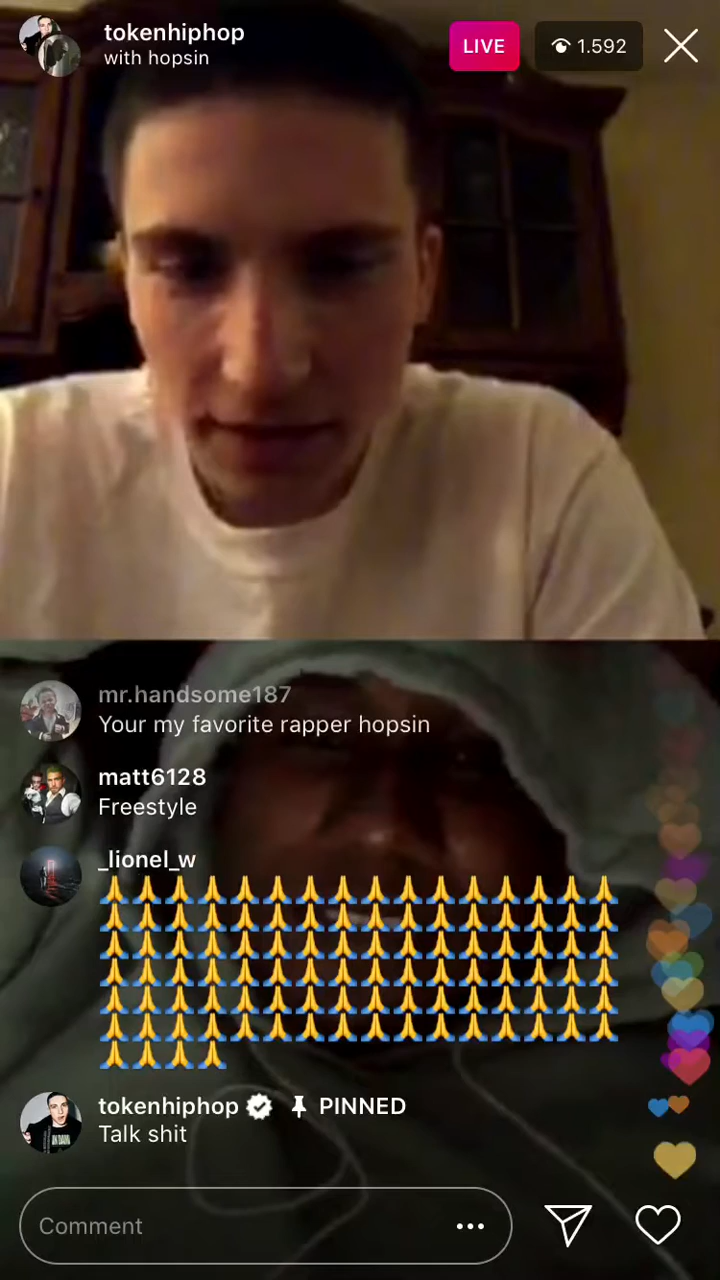 tokenhiphop
with hopsin
LIVE
1.592
mr.handsome187
Your my favorite rapper hopsin
matt6128
Freestyle
_lionel_w
🙏🙏🙏🙏🙏🙏🙏🙏🙏🙏🙏🙏🙏🙏🙏🙏
🙏🙏🙏🙏🙏🙏🙏🙏🙏🙏🙏🙏🙏🙏🙏🙏
🙏🙏🙏🙏🙏🙏🙏🙏🙏🙏🙏🙏🙏🙏🙏🙏
🙏🙏🙏🙏🙏🙏🙏🙏🙏🙏🙏🙏🙏🙏🙏🙏
🙏🙏🙏🙏🙏🙏🙏🙏🙏🙏🙏🙏🙏🙏🙏🙏
🙏🙏🙏🙏🙏🙏🙏🙏🙏🙏🙏🙏🙏🙏🙏🙏
🙏🙏🙏🙏
tokenhiphop PINNED
Talk shit
Comment